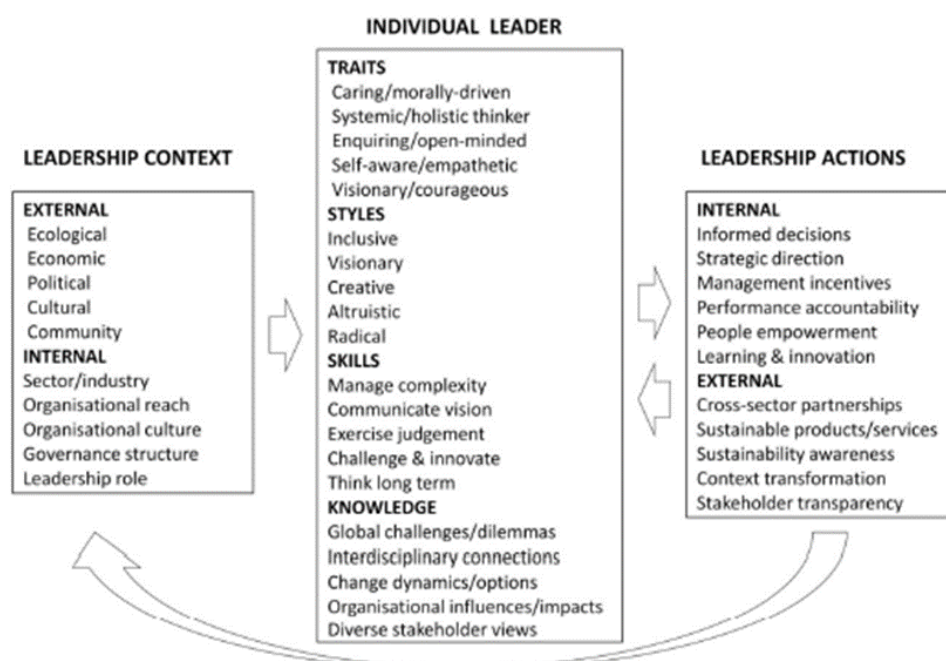 LEADERSHIP CONTEXT
EXTERNAL
Ecological
Economic
Political
Cultural
Community
INTERNAL
Sector/industry
Organisational reach
Organisational culture
Governance structure
Leadership role
INDIVIDUAL LEADER
TRAITS
Caring/morally-driven
Systemic/holistic thinker
Enquiring/open-minded
Self-aware/empathetic
Visionary/courageous
STYLES
Inclusive
Visionary
Creative
Altruistic
Radical
SKILLS
Manage complexity
Communicate vision
Exercise judgement
Challenge & innovate
Think long term
KNOWLEDGE
Global challenges/dilemmas
Interdisciplinary connections
Change dynamics/options
Organisational influences/impacts
Diverse stakeholder views
LEADERSHIP ACTIONS
INTERNAL
Informed decisions
Strategic direction
Management incentives
Performance accountability
People empowerment
Learning & innovation
EXTERNAL
Cross-sector partnerships
Sustainable products/services
Sustainability awareness
Context transformation
Stakeholder transparency